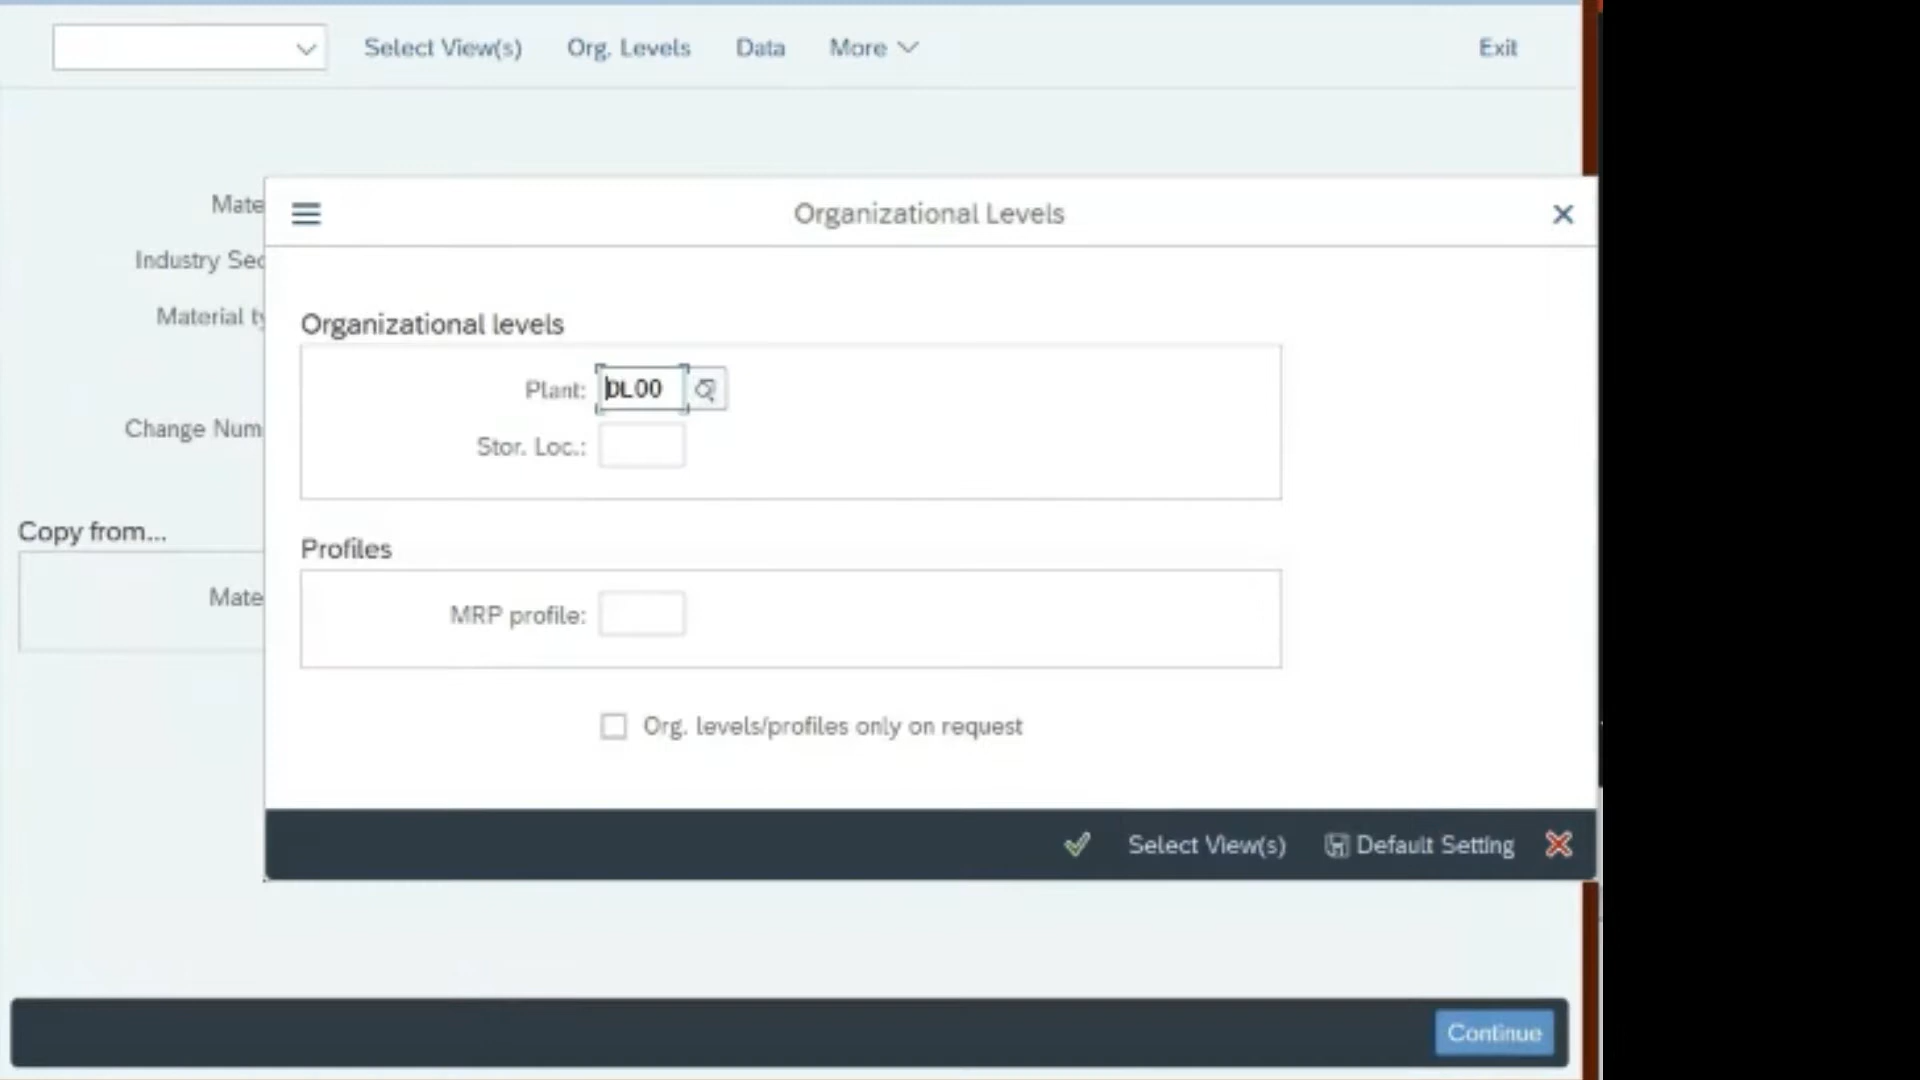 Select View(s) Org. Levels Data More Exit
Mate
Organizational Levels
Industry Sec
Material ty
Organizational levels
Plant: DL00
Change Num
Stor. Loc.:
Copy from...
Profiles
Mate
MRP profile:
Org. levels/profiles only on request
Select View(s) Default Setting
Continue